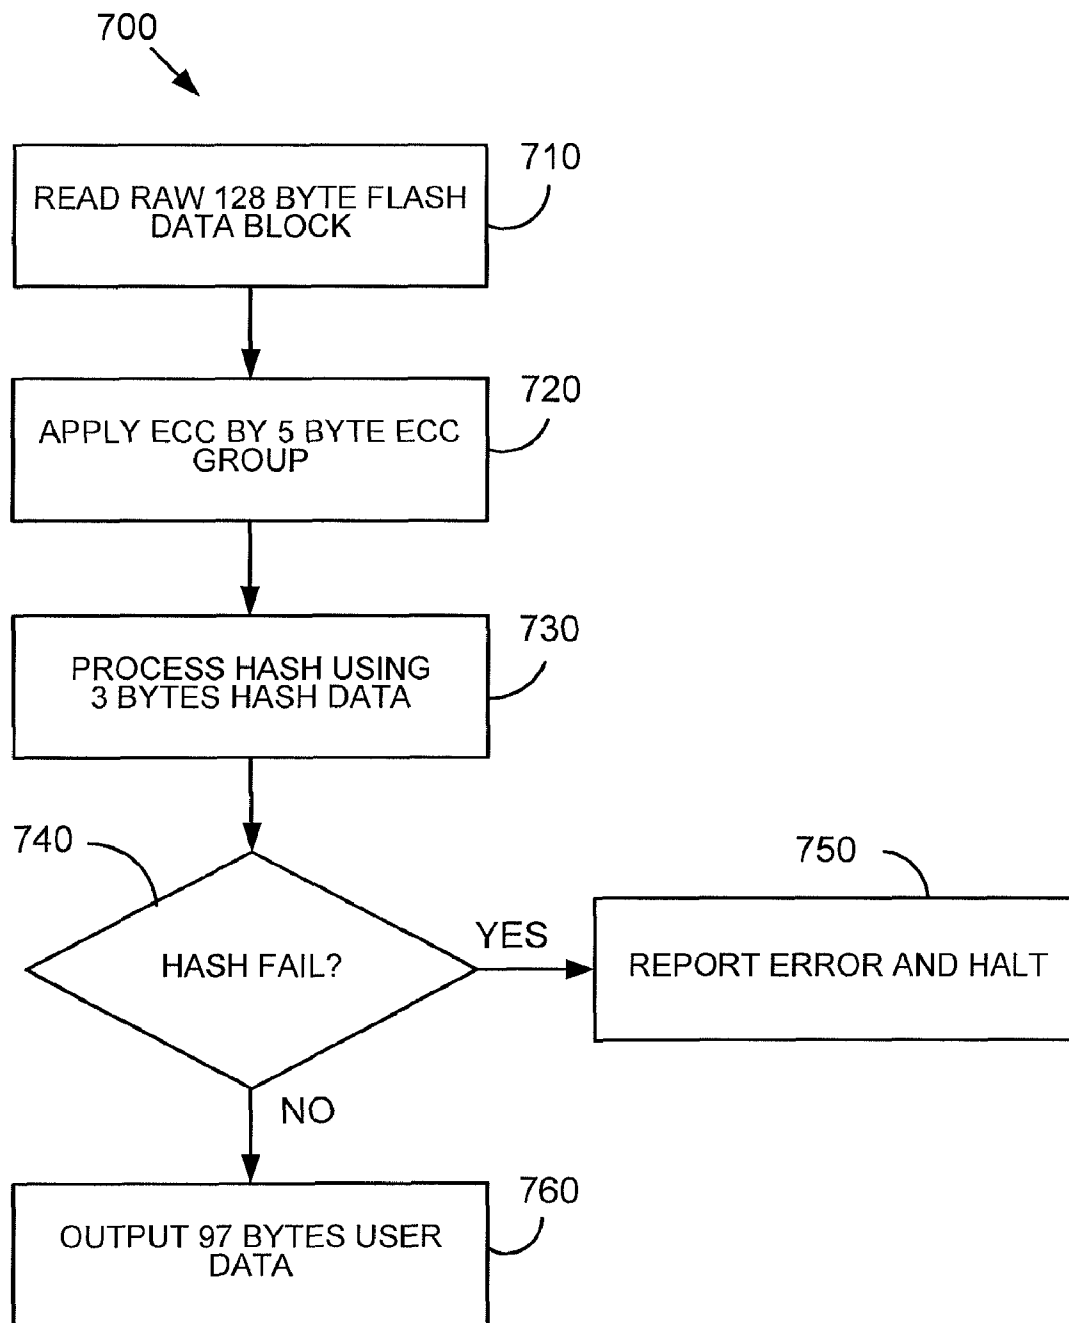 700
710
READ RAW 128 BYTE FLASH
DATA BLOCK
720
APPLY ECC BY 5 BYTE ECC
GROUP
730
PROCESS HASH USING
3 BYTES HASH DATA
740
HASH FAIL?
YES
750
REPORT ERROR AND HALT
NO
760
OUTPUT 97 BYTES USER
DATA